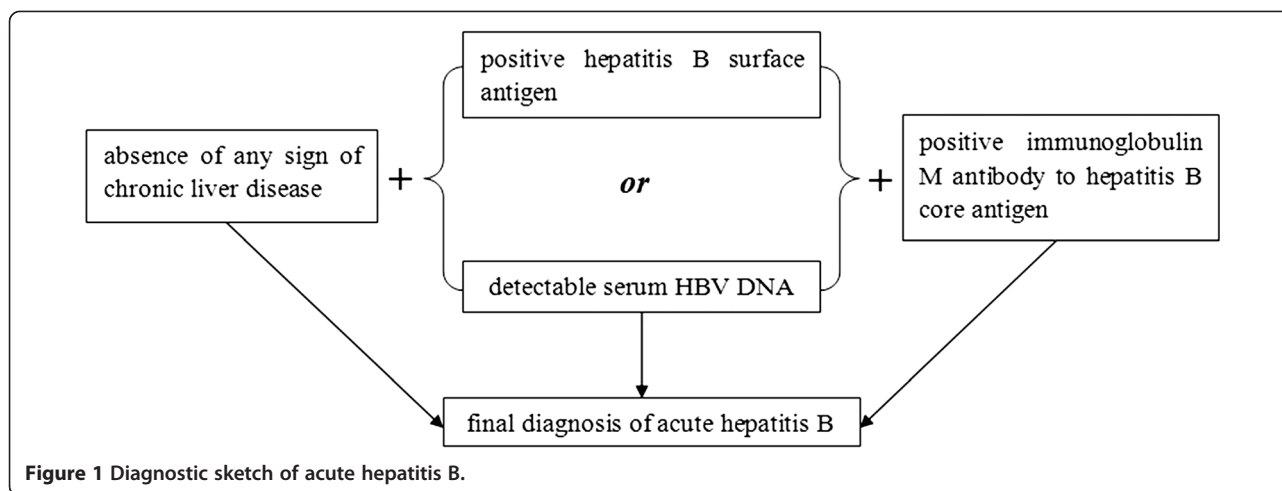 positive hepatitis B surface
antigen
absence of any sign of
chronic liver disease
+
or
+
positive immunoglobulin
M antibody to hepatitis B
core antigen
detectable serum HBV DNA
final diagnosis of acute hepatitis B
Figure 1 Diagnostic sketch of acute hepatitis B.